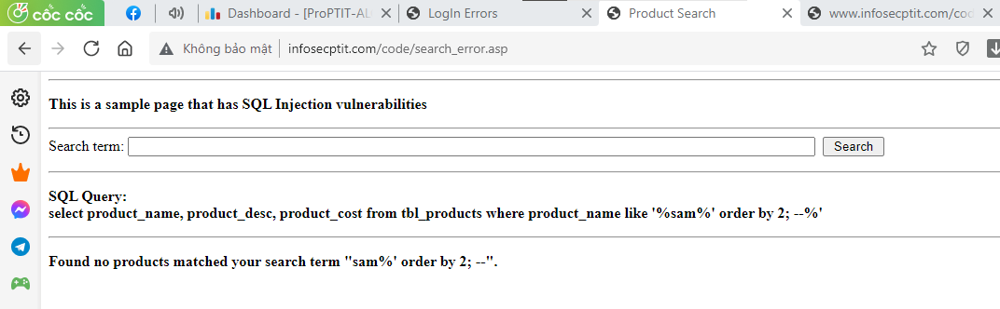 cốc cốc
Dashboard - [ProPTIT-AL
LogIn Errors
Product Search
www.infosecptit.com/cod
Không bảo mật
infosecptit.com/code/search_error.asp
This is a sample page that has SQL Injection vulnerabilities
Search term:
Search
SQL Query:
select product_name, product_desc, product_cost from tbl_products where product_name like '%sam%' order by 2; --%'
Found no products matched your search term "sam%' order by 2; --".